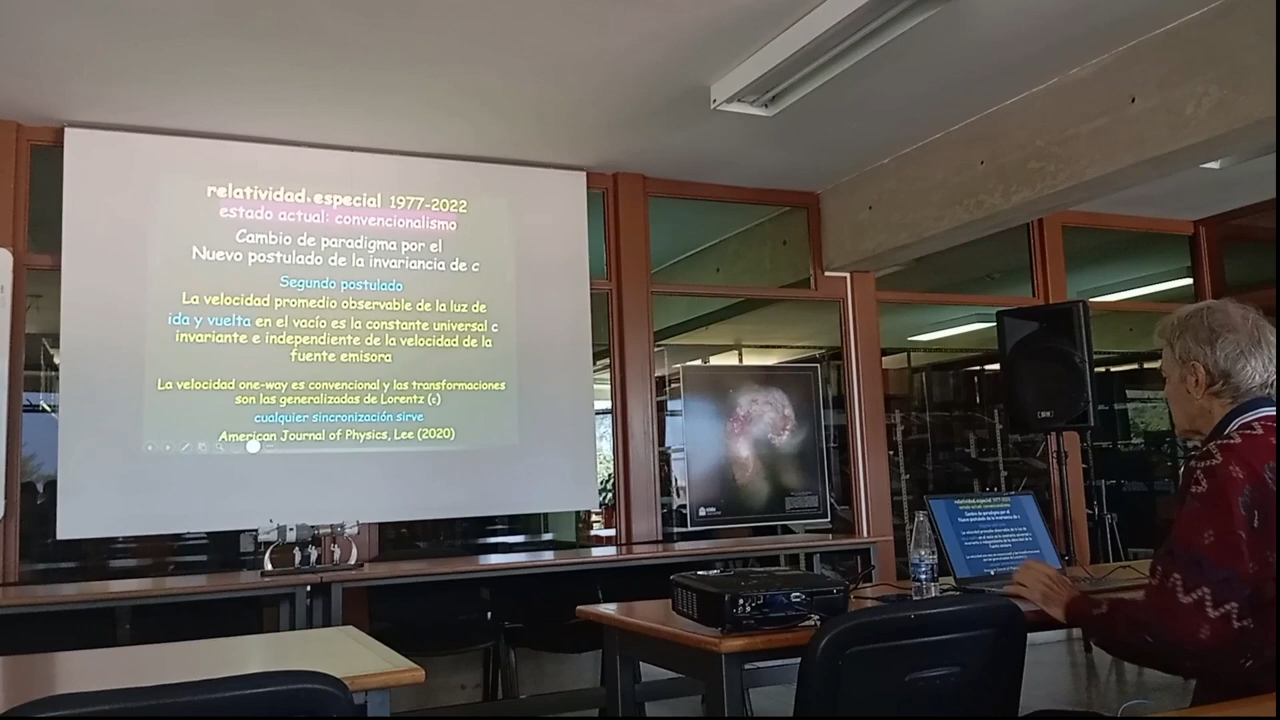 relatividad especial 1977-2022
estado actual: convencionalismo
Cambio de paradigma por el
Nuevo postulado de la invariancia de c
Segundo postulado
La velocidad promedio observable de la luz de
ida y vuelta en el vacío es la constante universal c
invariante e independiente de la velocidad de la
fuente emisora
La velocidad one-way es convencional y las transformaciones
son las generalizadas de Lorentz (ε)
cualquier sincronización sirve
American Journal of Physics, Lee (2020)